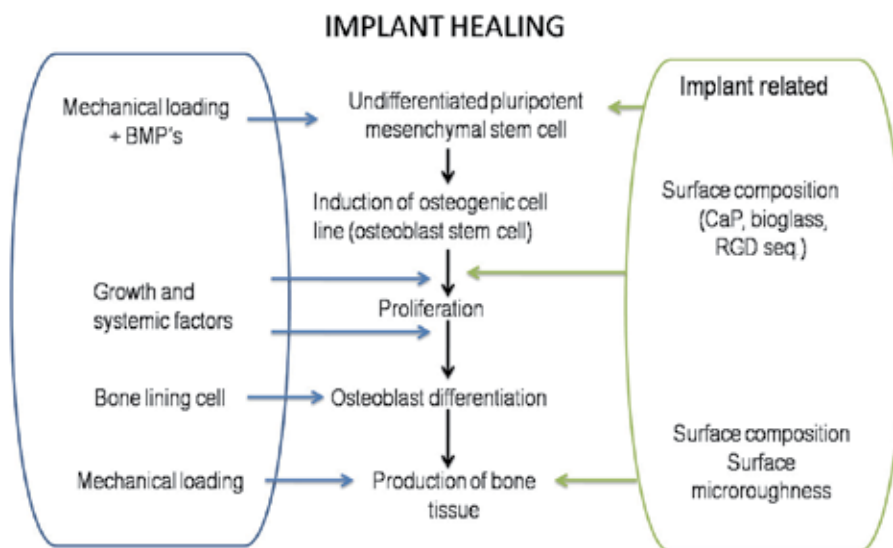 IMPLANT HEALING
Mechanical loading
+ BMP's
Growth and
systemic factors
Bone lining cell
Mechanical loading
Undifferentiated pluripotent
mesenchymal stem cell
Induction of osteogenic cell
line (osteoblast stem cell)
Proliferation
Osteoblast differentiation
Production of bone
tissue
Implant related
Surface composition
(CaP, bioglass,
RGD seq )
Surface composition
Surface
microroughness